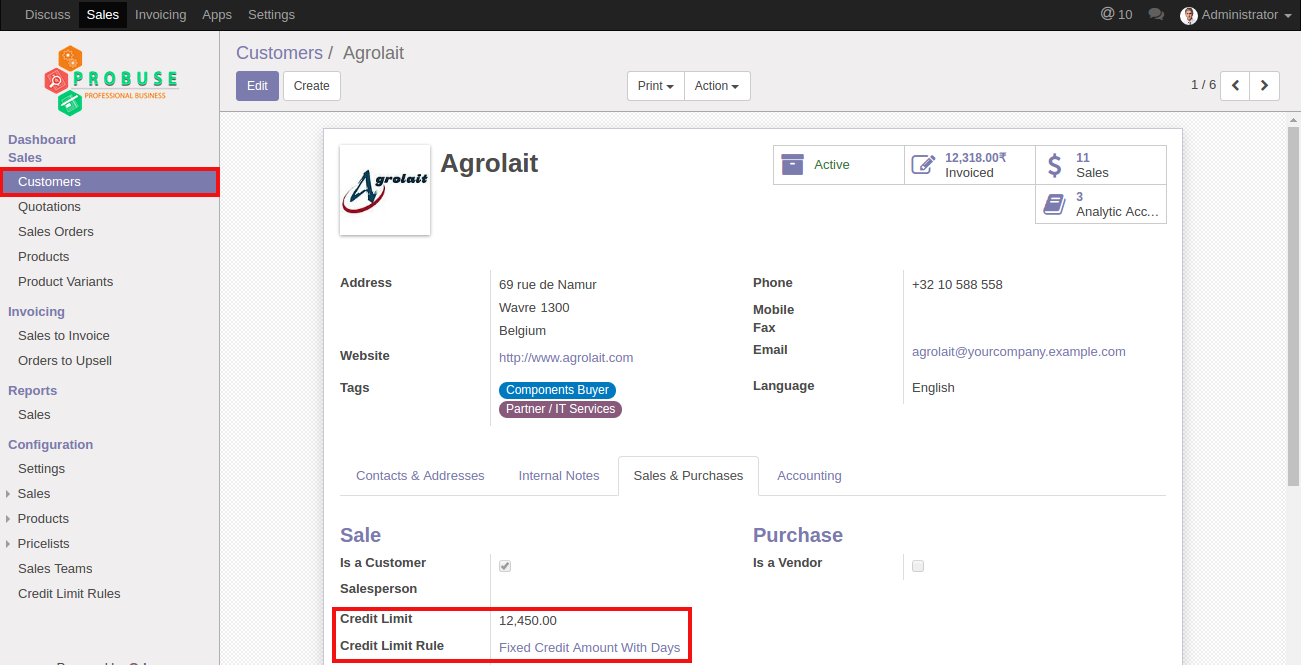 Discuss Sales Invoicing Apps Settings @ 10 Administrator
PROBUSE
PROFESSIONAL BUSINESS
Dashboard
Sales
Customers
Quotations
Sales Orders
Products
Product Variants
Invoicing
Sales to Invoice
Orders to Upsell
Reports
Sales
Configuration
Settings
Sales
Products
Pricelists
Sales Teams
Credit Limit Rules
Customers / Agrolait
Edit Create Print Action 1 / 6
Agrolait
Agrolait
Active
12,318.00₹
Invoiced
11
Sales
3
Analytic Acc...
Address 69 rue de Namur
Wavre 1300
Belgium
Website http://www.agrolait.com
Tags Components Buyer
Partner / IT Services
Phone +32 10 588 558
Mobile
Fax
Email agrolait@yourcompany.example.com
Language English
Contacts & Addresses Internal Notes Sales & Purchases Accounting
Sale
Is a Customer
Salesperson
Credit Limit 12,450.00
Credit Limit Rule Fixed Credit Amount With Days
Purchase
Is a Vendor